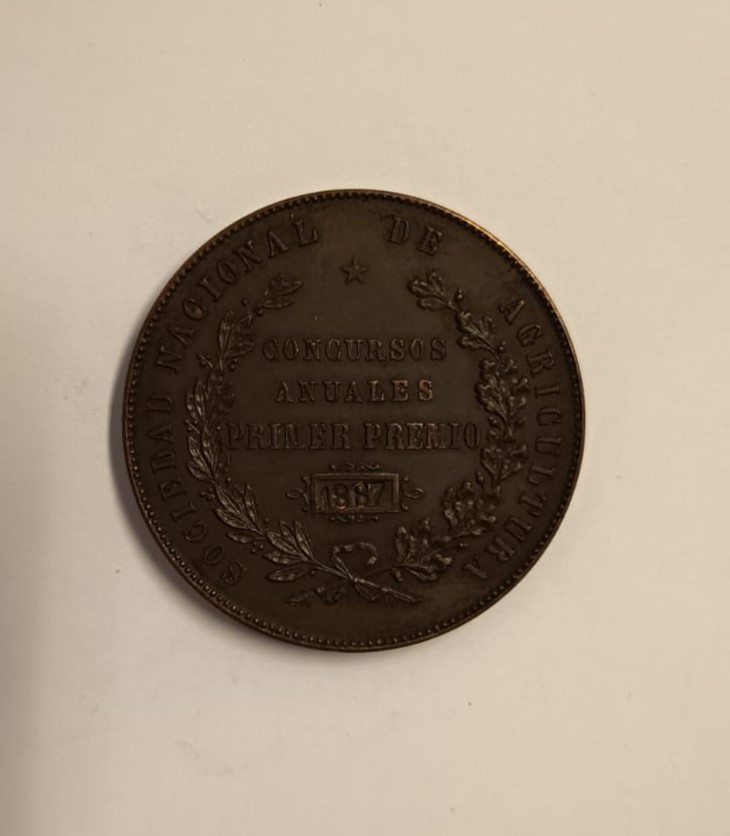 SOCIEDAD NACIONAL DE AGRICULTURA
CONCURSOS
ANUALES
PRIMER PREMIO
1887